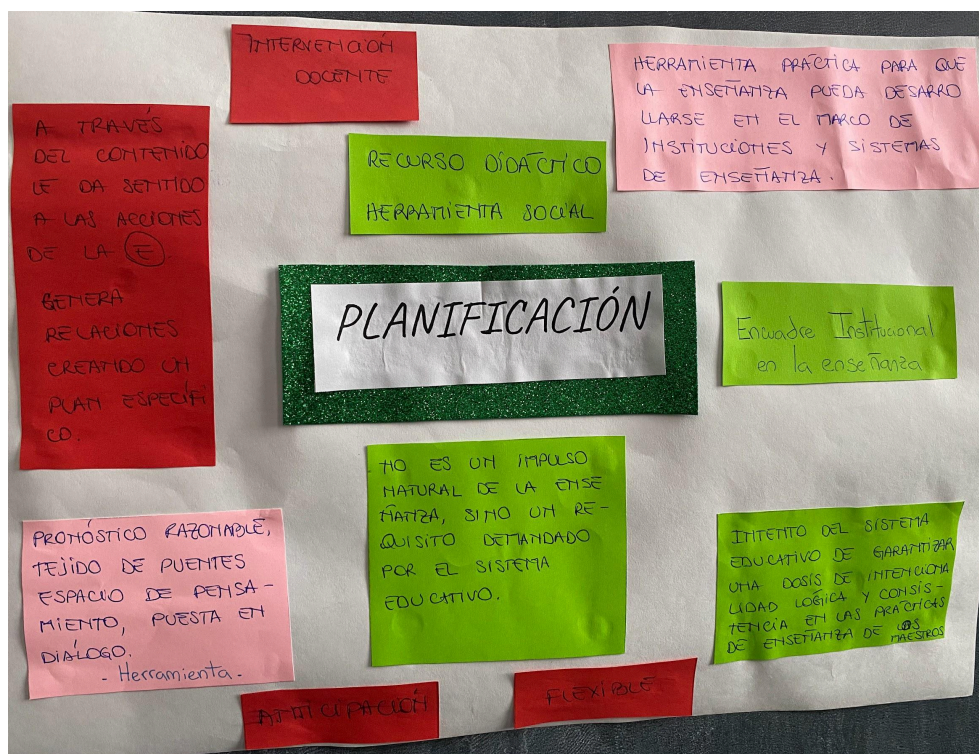 INTERVENCIÓN
DOCENTE
HERRAMIENTA PRÁCTICA PARA QUE
LA ENSEÑANZA PUEDA DESARRO
LLARSE EN EL MARCO DE
INSTITUCIONES Y SISTEMAS
DE ENSEÑANZA.
A TRAVÉS
DEL CONTENIDO
LE DA SENTIDO
A LAS ACCIONES
DE LA E.
GENERA
RELACIONES
CREANDO UN
PLAN ESPECÍFI
CO.
RECURSO DIDÁCTICO
HERRAMIENTA SOCIAL
PLANIFICACIÓN
Encuadre Institucional
en la enseñanza
NO ES UN IMPULSO
NATURAL DE LA ENSE
ÑANZA, SINO UN RE-
QUISITO DEMANDADO
POR EL SISTEMA
EDUCATIVO.
PRONÓSTICO RAZONABLE,
TEJIDO DE PUENTES
ESPACIO DE PENSA-
MIENTO, PUESTA EN
DIÁLOGO.
- Herramienta -
INTENTO DEL SISTEMA
EDUCATIVO DE GARANTIZAR
UNA DOSIS DE INTENCIONA
LIDAD LOGÍCA Y CONSIS-
TENCIA EN LAS PRÁCTICAS
DE ENSEÑANZA DE LOS MAESTROS
ANTICIPACIÓN
FLEXIBLE